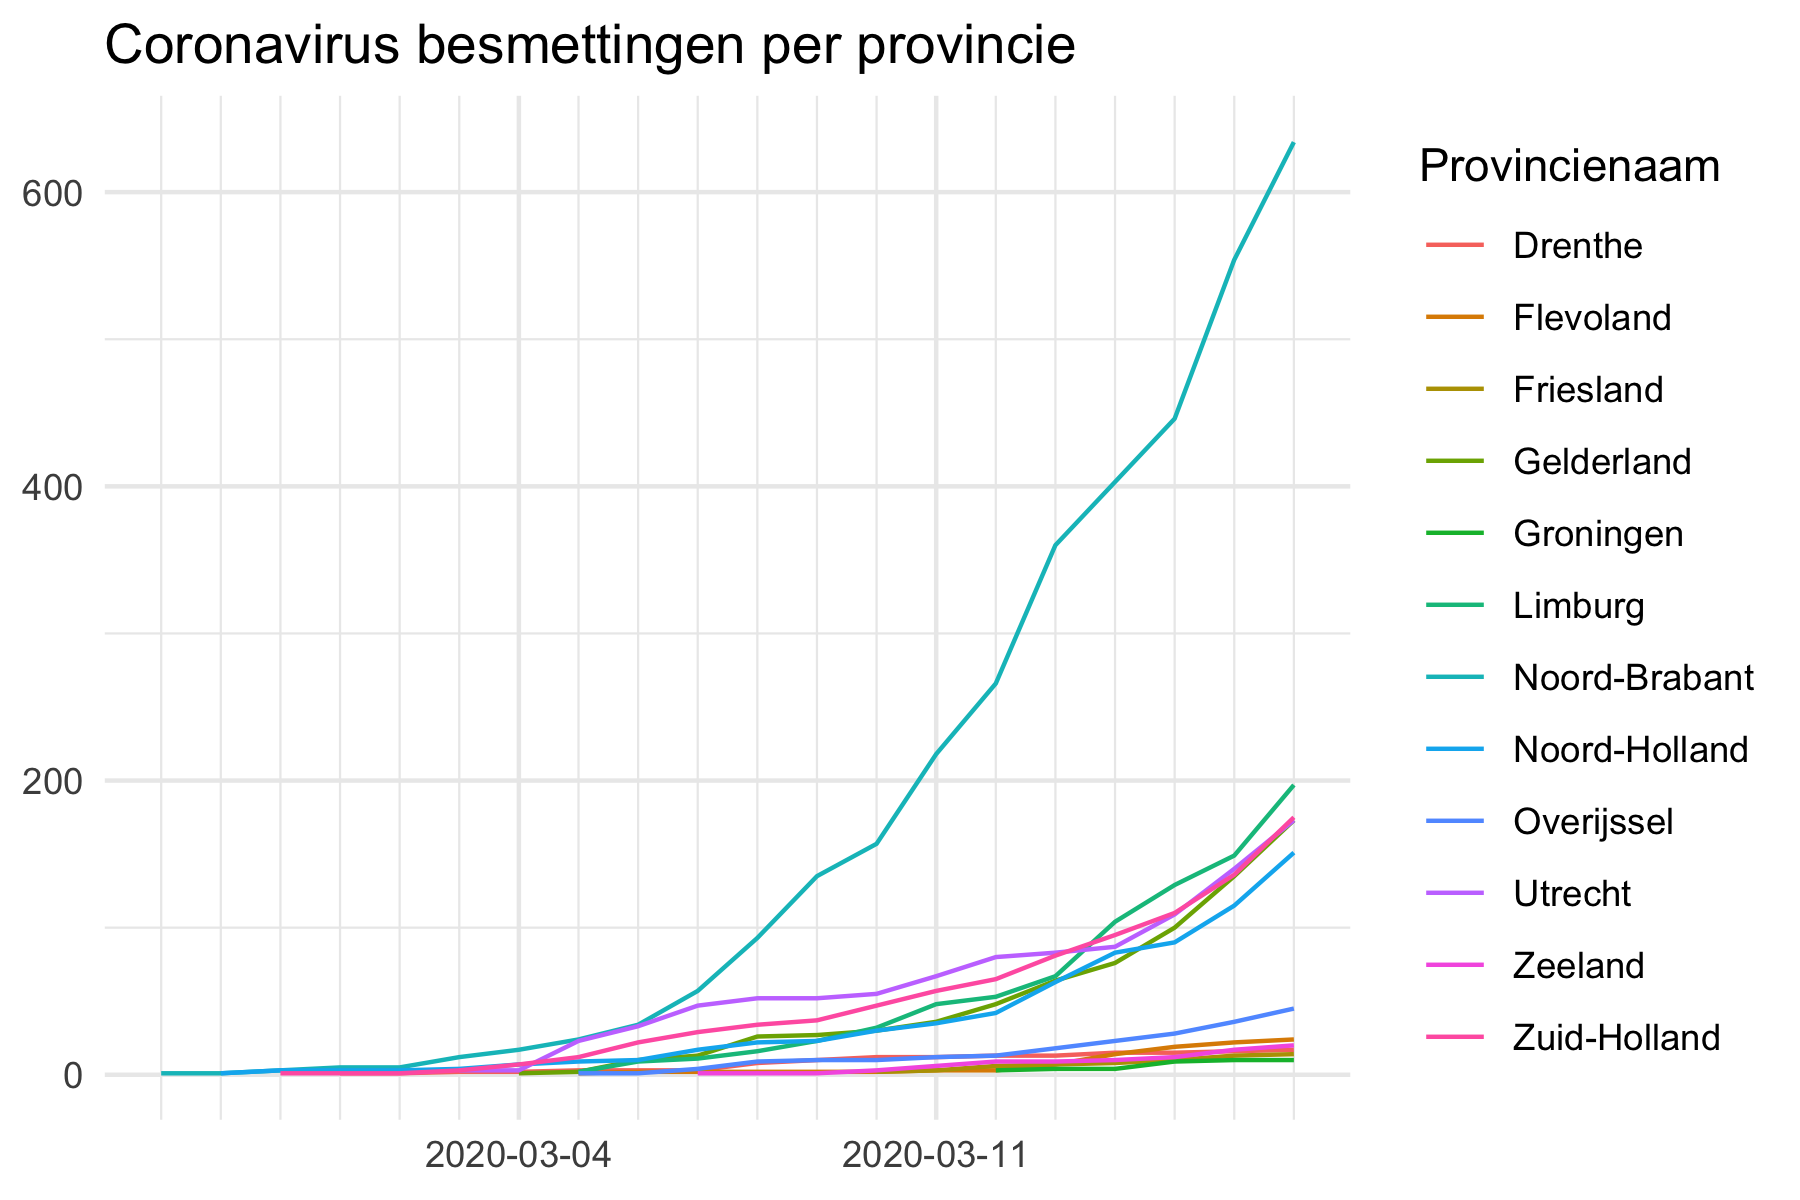 Coronavirus besmettingen per provincie
600
400
200
0
2020-03-04
2020-03-11
Provincienaam
Drenthe
Flevoland
Friesland
Gelderland
Groningen
Limburg
Noord-Brabant
Noord-Holland
Overijssel
Utrecht
Zeeland
Zuid-Holland